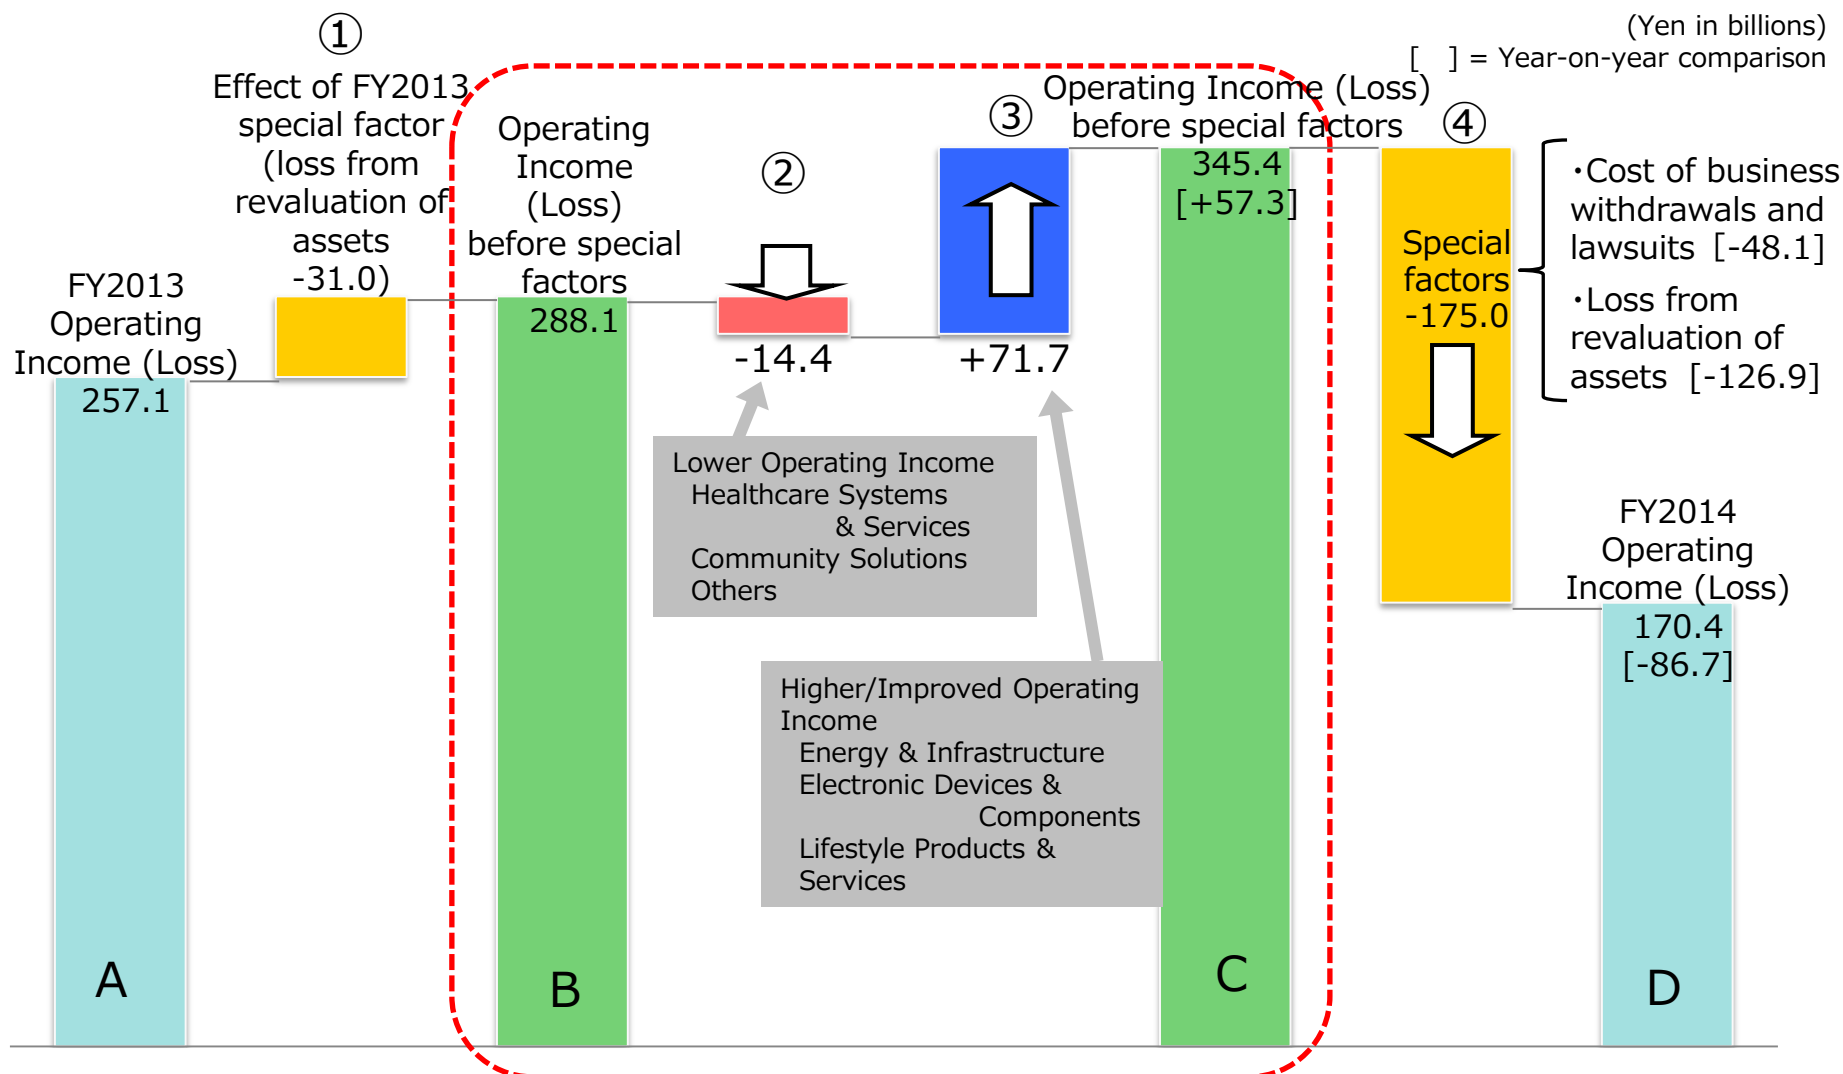 (Yen in billions)
[ ] = Year-on-year comparison
①
Effect of FY2013
special factor
(loss from
revaluation of
assets
-31.0)
FY2013
Operating
Income (Loss)
257.1
A
Operating
Income
(Loss)
before special
factors
288.1
B
②
-14.4
Lower Operating Income
Healthcare Systems
& Services
Community Solutions
Others
③
+71.7
Higher/Improved Operating
Income
Energy & Infrastructure
Electronic Devices &
Components
Lifestyle Products &
Services
Operating Income (Loss)
before special factors
345.4
[+57.3]
C
④
Special
factors
-175.0
・Cost of business
withdrawals and
lawsuits [-48.1]
・Loss from
revaluation of
assets [-126.9]
FY2014
Operating
Income (Loss)
170.4
[-86.7]
D